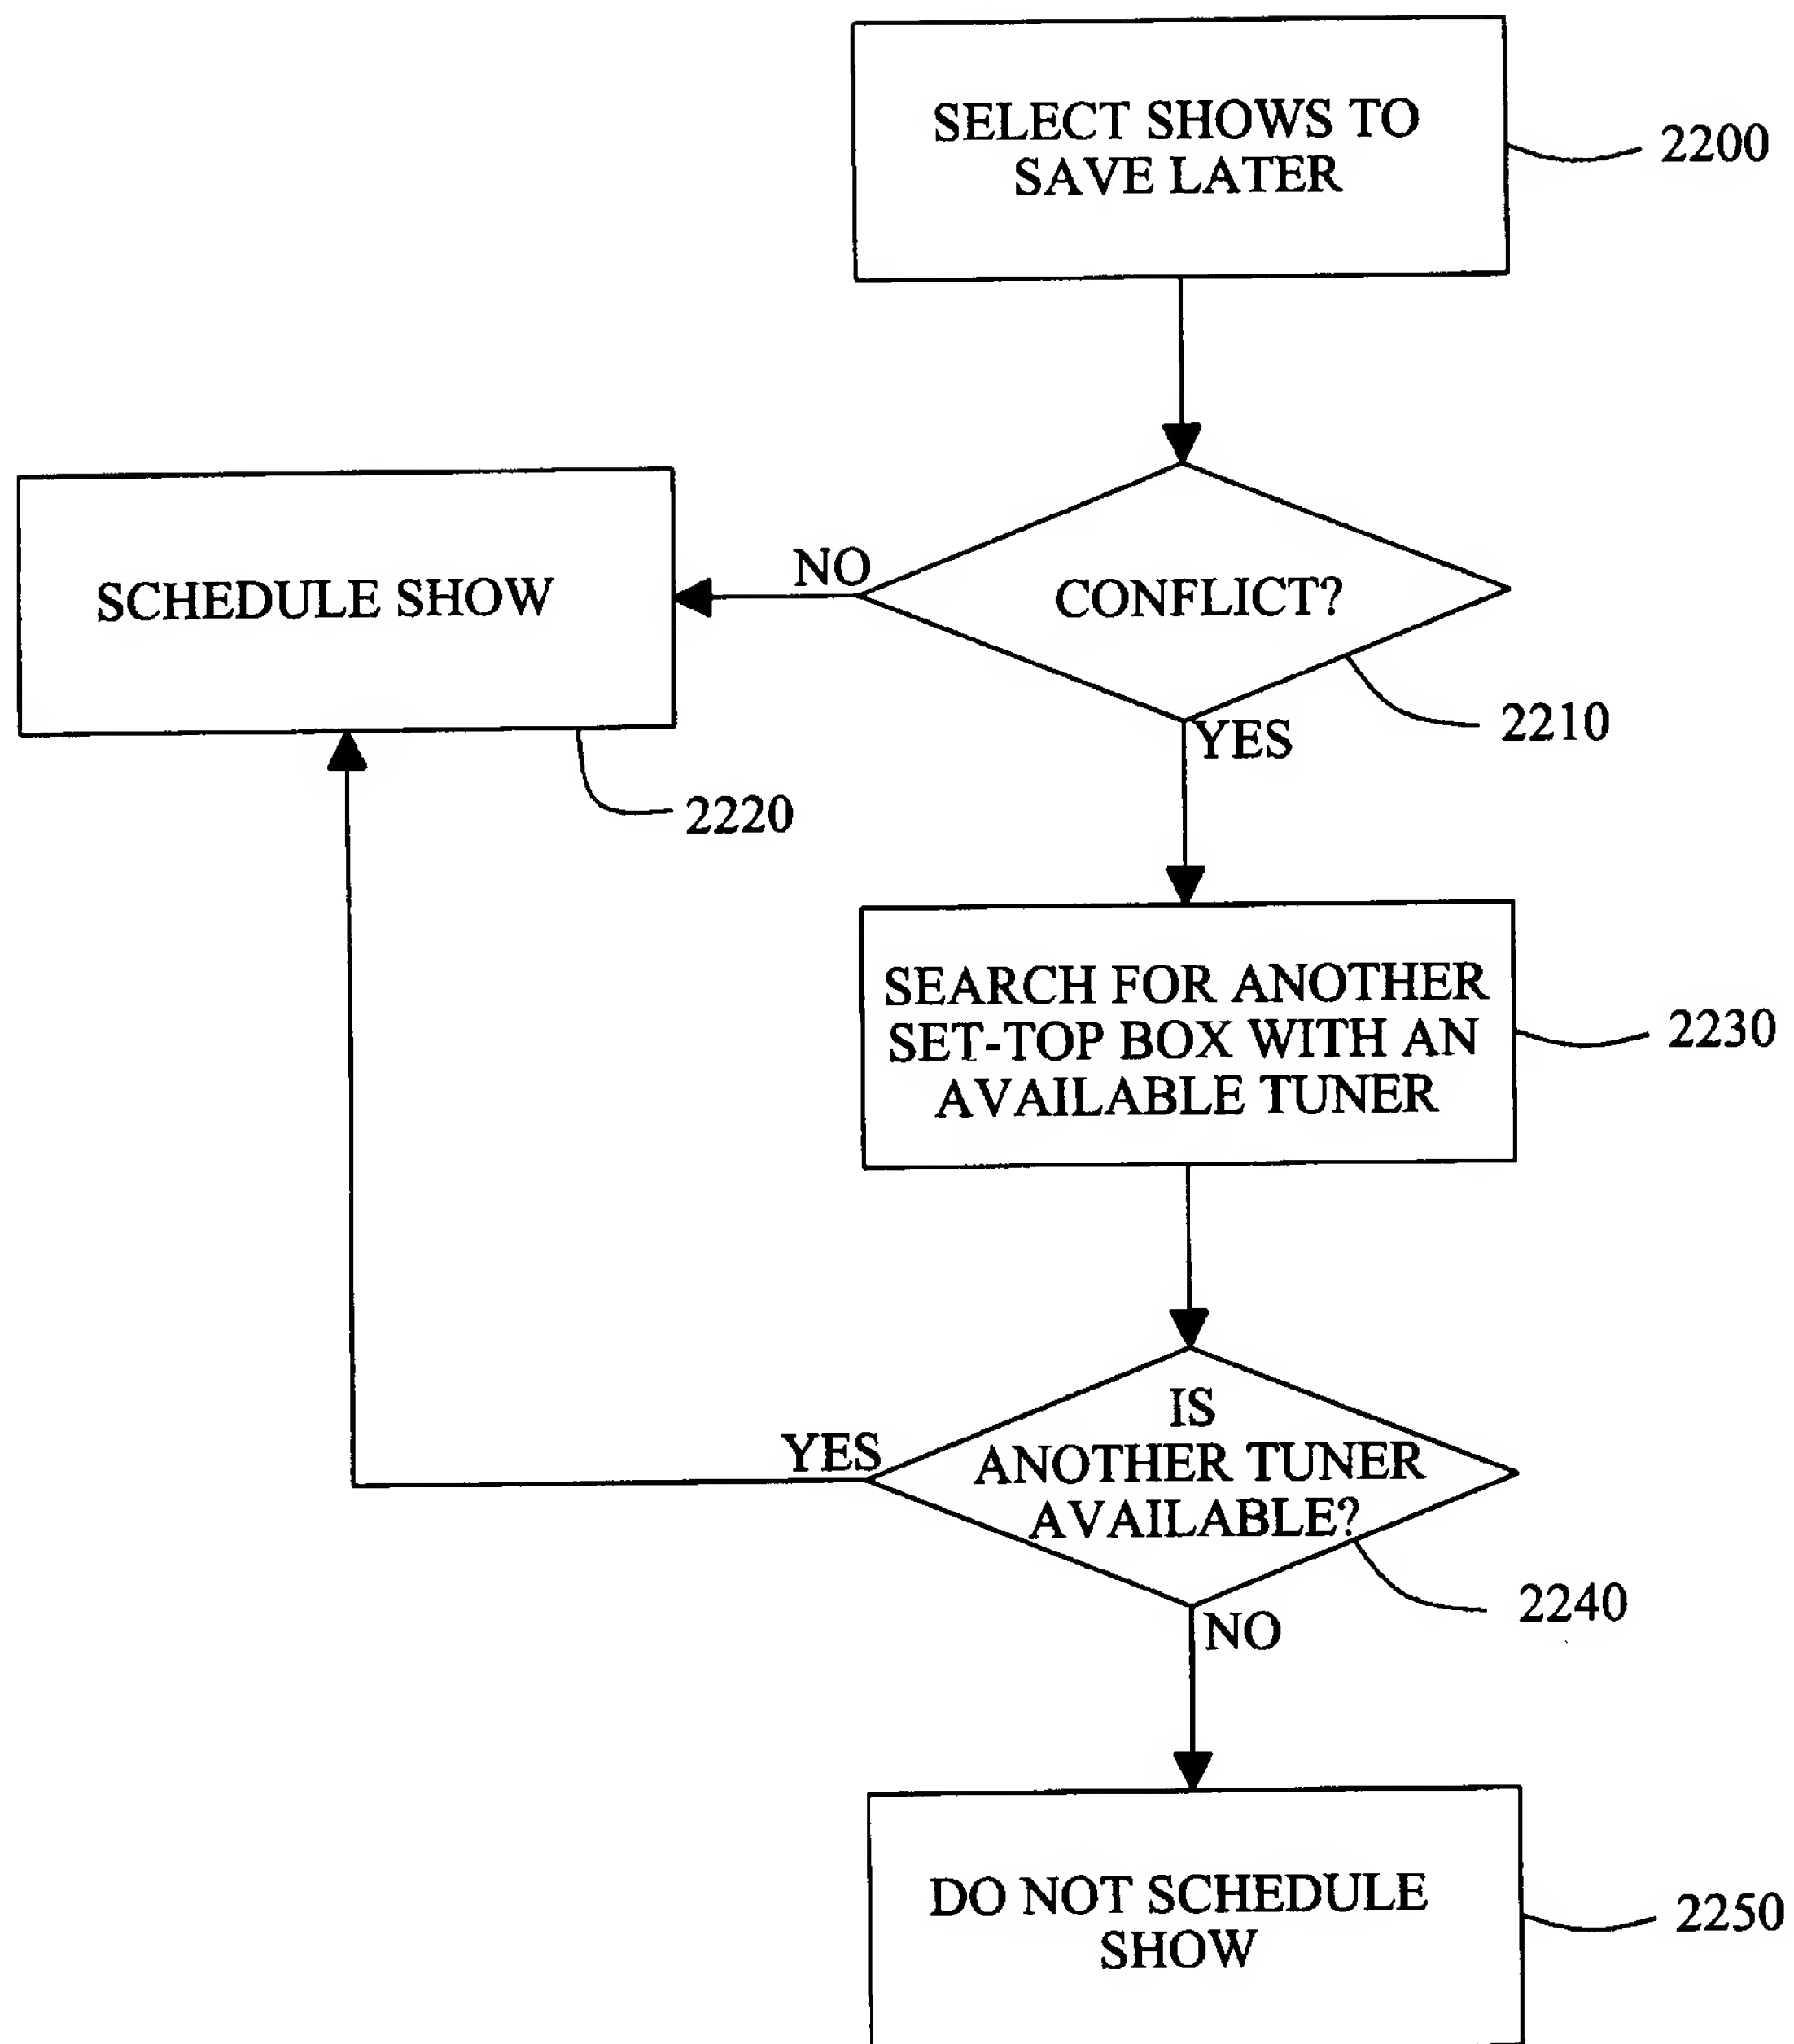 SELECT SHOWS TO
SAVE LATER
2200
NO
CONFLICT?
SCHEDULE SHOW
2210
YES
2220
SEARCH FOR ANOTHER
SET-TOP BOX WITH AN
AVAILABLE TUNER
2230
IS
ANOTHER TUNER
AVAILABLE?
YES
2240
NO
DO NOT SCHEDULE
SHOW
2250